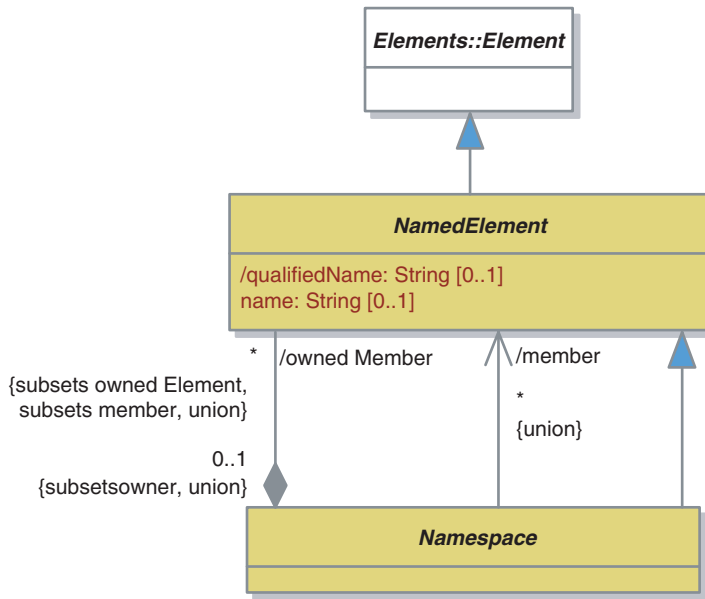 Elements::Element
NamedElement
/qualifiedName: String [0..1]
name: String [0..1]
* /owned Member
{subsets owned Element,
subsets member, union}
0..1
{subsetsowner, union}
/member
*
{union}
Namespace